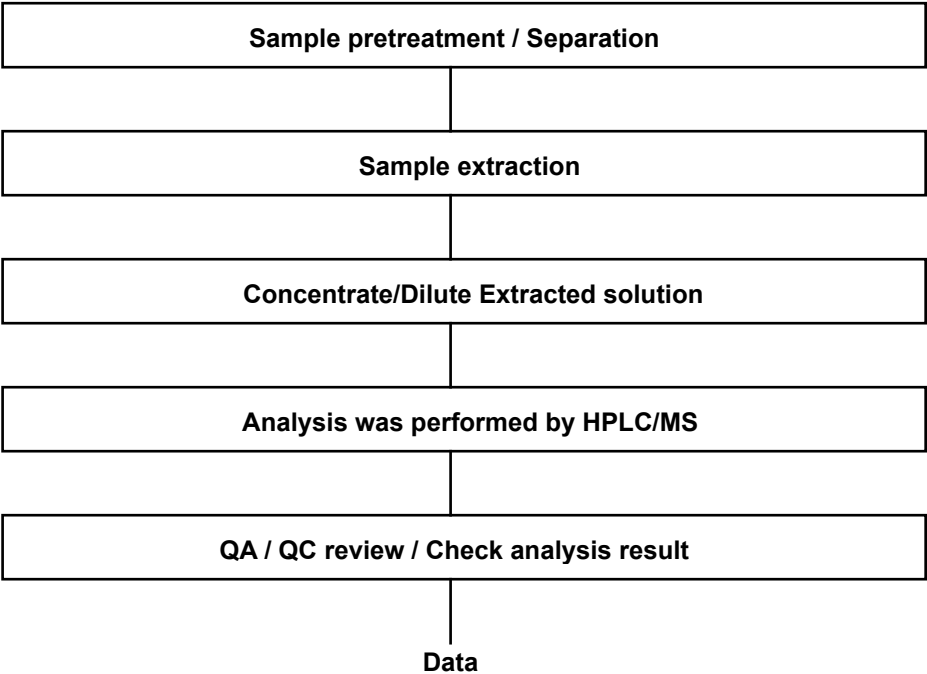 Sample pretreatment / Separation
Sample extraction
Concentrate/Dilute Extracted solution
Analysis was performed by HPLC/MS
QA / QC review / Check analysis result
Data